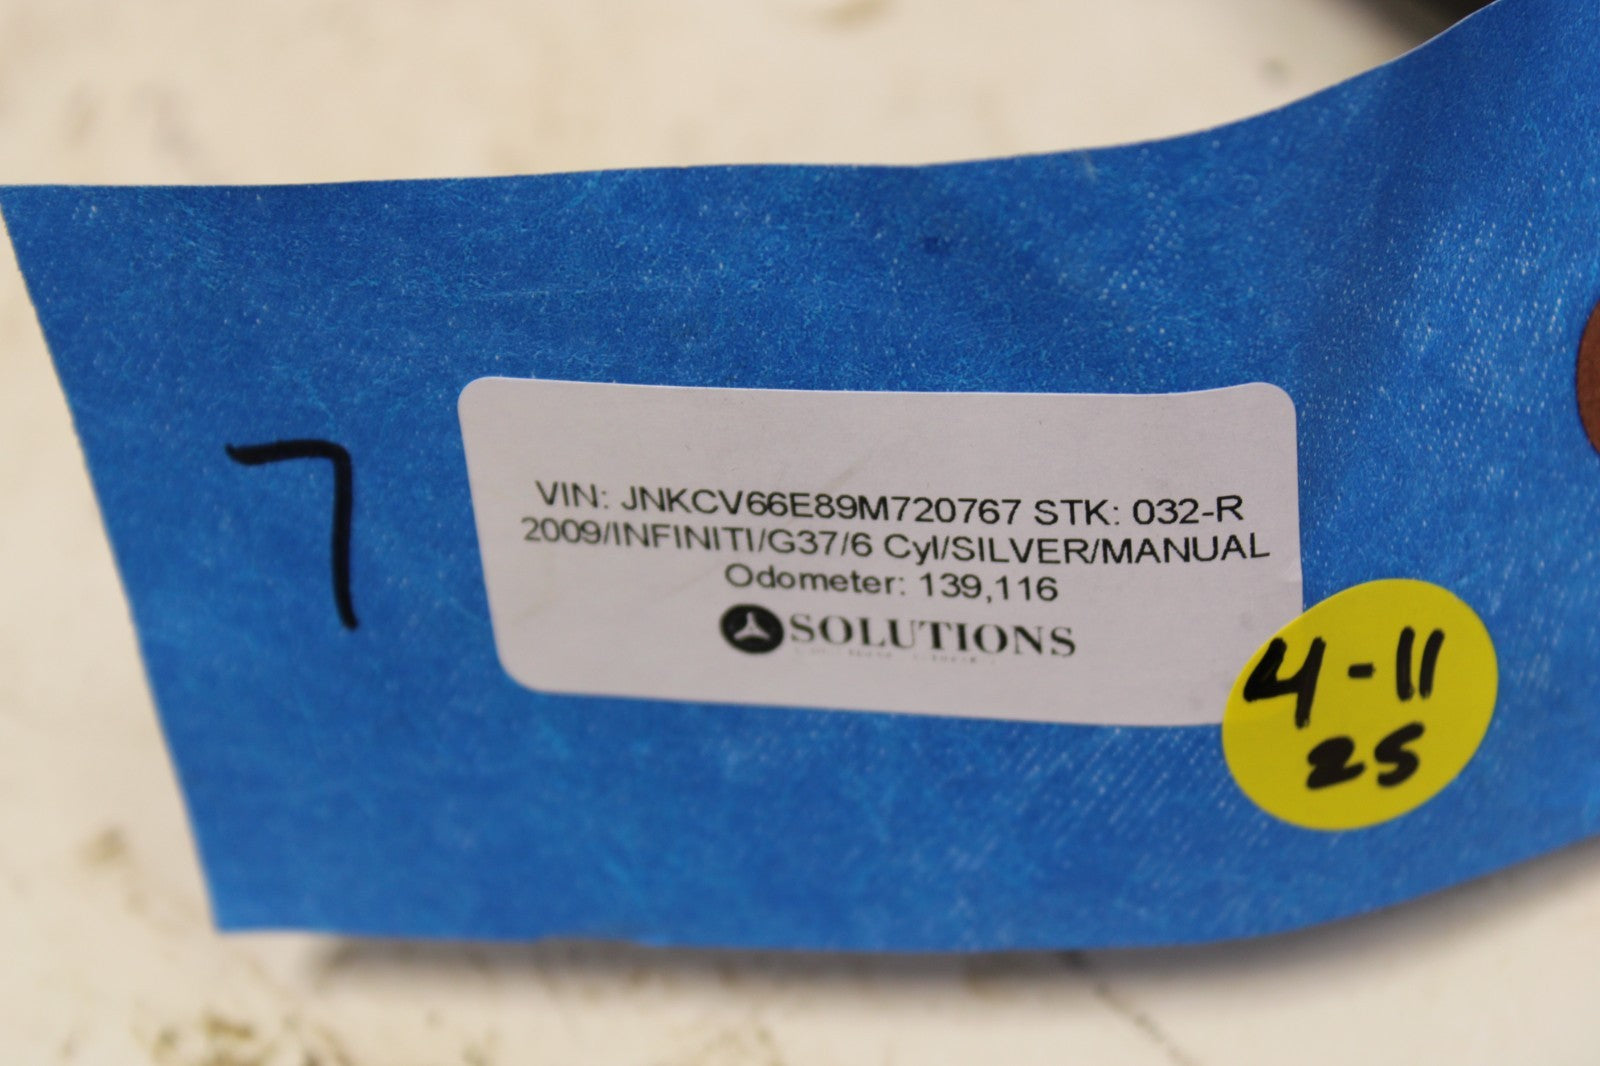 7
VIN: JNKCV66E89M720767 STK: 032-R
2009/INFINITI/G37/6 Cyl/SILVER/MANUAL
Odometer: 139,116
SOLUTIONS
4-11
25